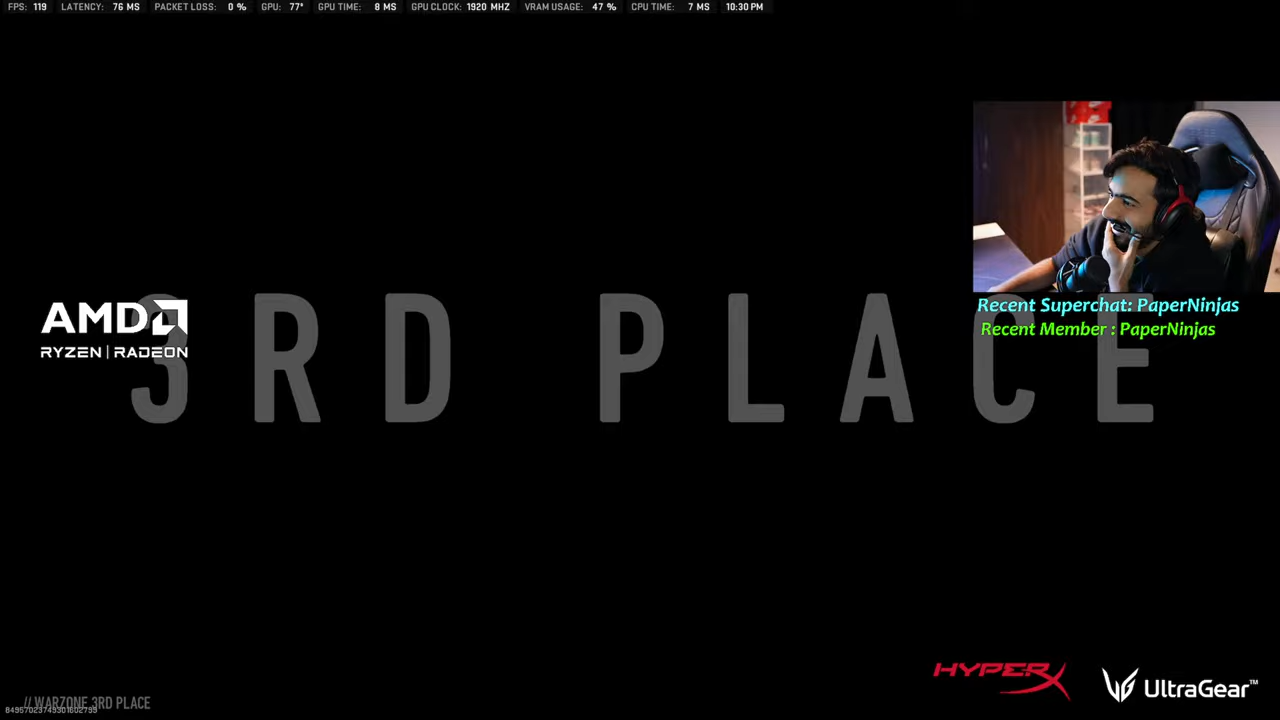 FPS: 119 LATENCY: 76 MS PACKET LOSS: 0 % GPU: 77° GPU TIME: 8 MS GPU CLOCK: 1920 MHZ VRAM USAGE: 47 % CPU TIME: 7 MS 10:30 PM
AMD
RYZEN | RADEON
3RD PLACE
Recent Superchat: PaperNinjas
Recent Member : PaperNinjas
HYPERX
UltraGear™
// WARZONE 3RD PLACE